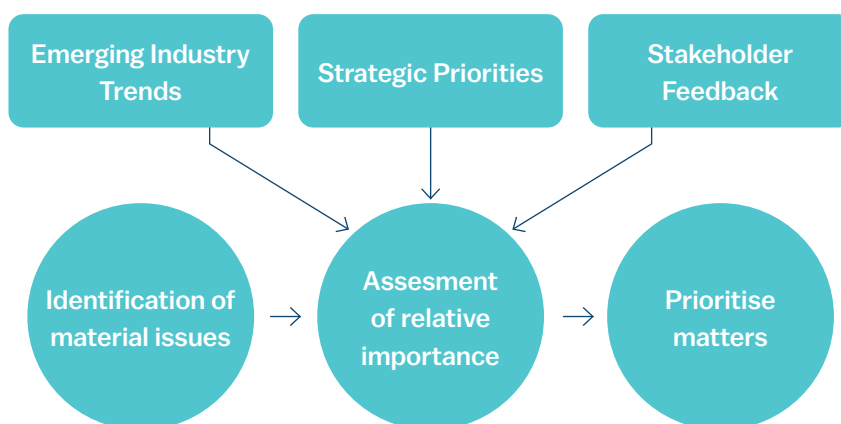 Emerging Industry
Trends
Strategic Priorities
Stakeholder
Feedback
Identification of
material issues
Assesment
of relative
importance
Prioritise
matters